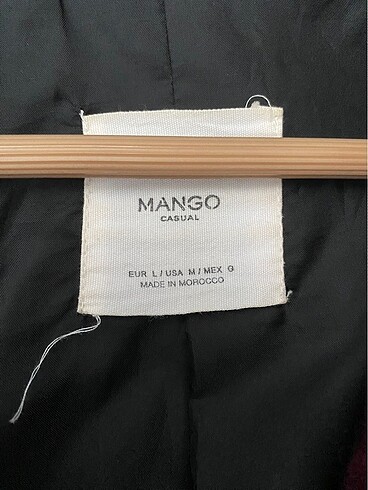 MANGO
CASUAL
EUR L / USA M / MEX G
MADE IN MOROCCO